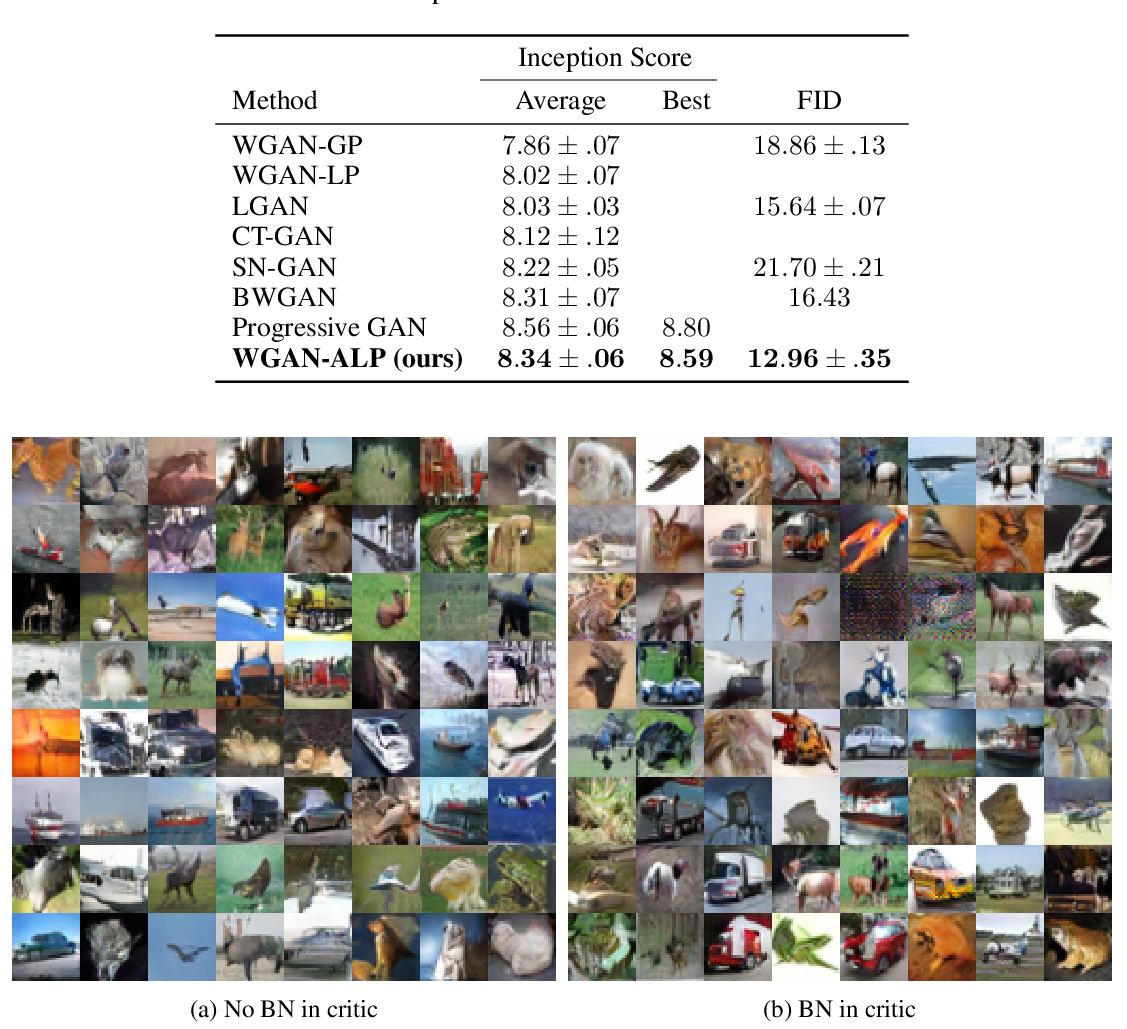 Inception Score
Method Average Best FID
WGAN-GP 7.86 ± .07 18.86 ± .13
WGAN-LP 8.02 ± .07
LGAN 8.03 ± .03 15.64 ± .07
CT-GAN 8.12 ± .12
SN-GAN 8.22 ± .05 21.70 ± .21
BWGAN 8.31 ± .07 16.43
Progressive GAN 8.56 ± .06 8.80
WGAN-ALP (ours) 8.34 ± .06 8.59 12.96 ± .35
(a) No BN in critic
(b) BN in critic